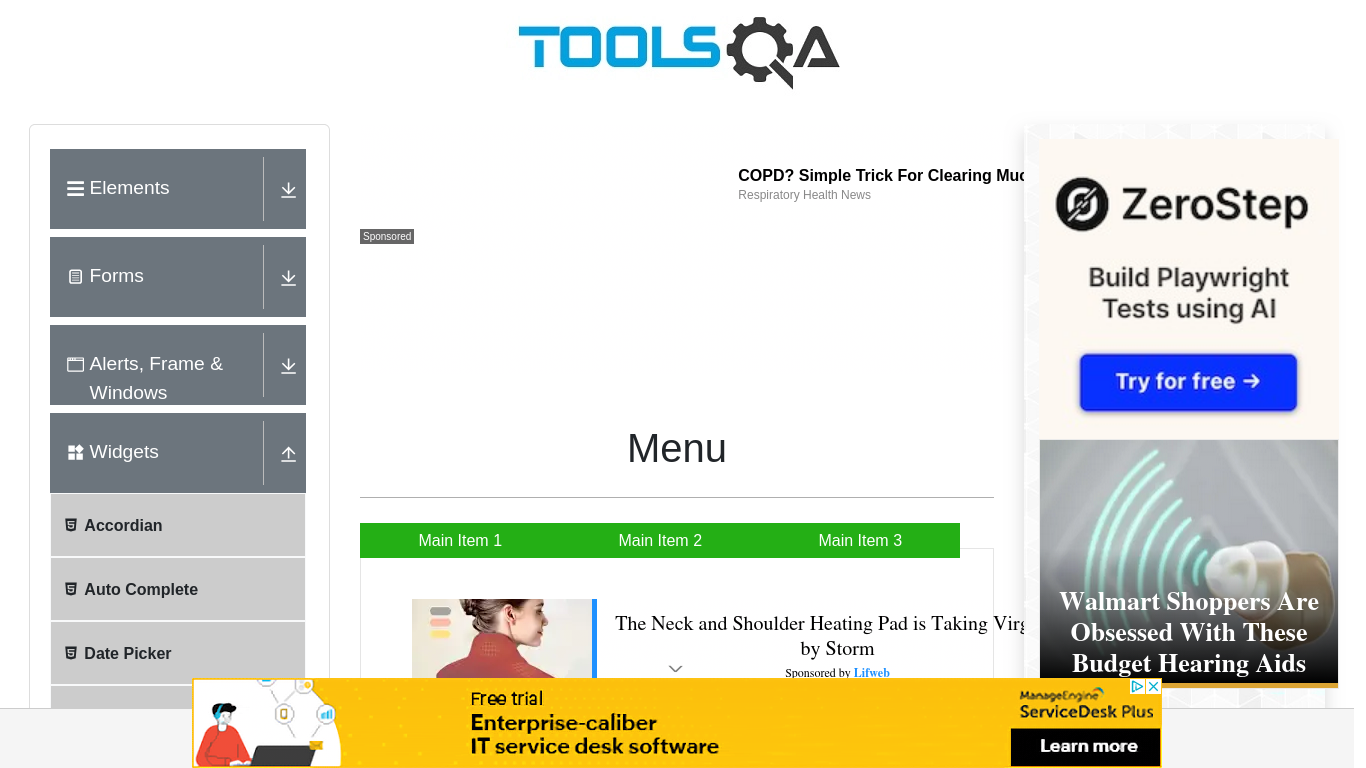 TOOLSQA
Elements
Forms
Alerts, Frame &
Windows
Widgets
Accordian
Auto Complete
Date Picker
COPD? Simple Trick For Clearing Muc
Respiratory Health News
Sponsored
Menu
Main Item 1
Main Item 2
Main Item 3
The Neck and Shoulder Heating Pad is Taking Virg
by Storm
Sponsored by Lifweb
ZeroStep
Build Playwright
Tests using AI
Try for free →
Walmart Shoppers Are
Obsessed With These
Budget Hearing Aids
Free trial
Enterprise-caliber
IT service desk software
ManageEngine
ServiceDesk Plus
Learn more